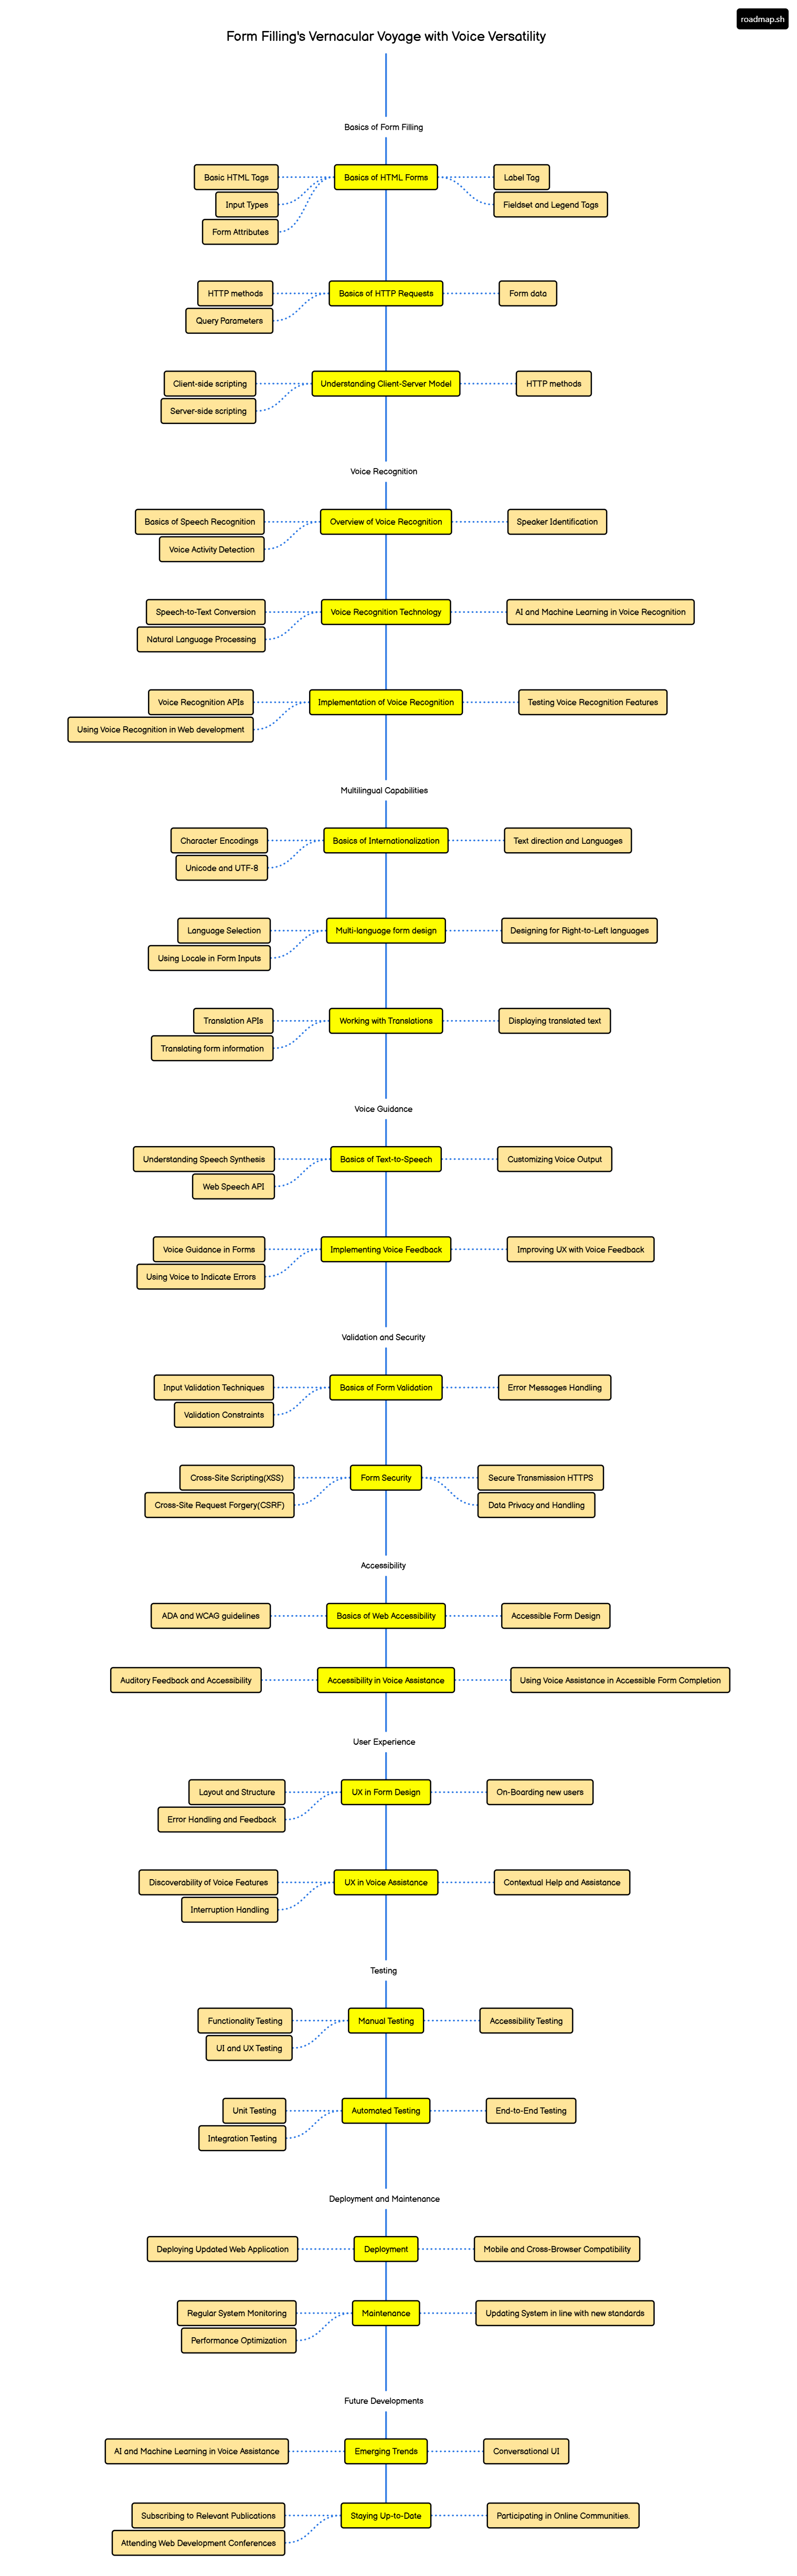 roadmap.sh
Form Filling's Vernacular Voyage with Voice Versatility
Basics of Form Filling
Basic HTML Tags
Input Types
Form Attributes
Basics of HTML Forms
Label Tag
Fieldset and Legend Tags
HTTP methods
Query Parameters
Basics of HTTP Requests
Form data
Client-side scripting
Server-side scripting
Understanding Client-Server Model
HTTP methods
Voice Recognition
Basics of Speech Recognition
Voice Activity Detection
Overview of Voice Recognition
Speaker Identification
Speech-to-Text Conversion
Natural Language Processing
Voice Recognition Technology
AI and Machine Learning in Voice Recognition
Voice Recognition APIs
Using Voice Recognition in Web development
Implementation of Voice Recognition
Testing Voice Recognition Features
Multilingual Capabilities
Character Encodings
Unicode and UTF-8
Basics of Internationalization
Text direction and Languages
Language Selection
Using Locale in Form Inputs
Multi-language form design
Designing for Right-to-Left languages
Translation APIs
Translating form information
Working with Translations
Displaying translated text
Voice Guidance
Understanding Speech Synthesis
Web Speech API
Basics of Text-to-Speech
Customizing Voice Output
Voice Guidance in Forms
Using Voice to Indicate Errors
Implementing Voice Feedback
Improving UX with Voice Feedback
Validation and Security
Input Validation Techniques
Validation Constraints
Basics of Form Validation
Error Messages Handling
Cross-Site Scripting(XSS)
Cross-Site Request Forgery(CSRF)
Form Security
Secure Transmission HTTPS
Data Privacy and Handling
Accessibility
ADA and WCAG guidelines
Basics of Web Accessibility
Accessible Form Design
Auditory Feedback and Accessibility
Accessibility in Voice Assistance
Using Voice Assistance in Accessible Form Completion
User Experience
Layout and Structure
Error Handling and Feedback
UX in Form Design
On-Boarding new users
Discoverability of Voice Features
Interruption Handling
UX in Voice Assistance
Contextual Help and Assistance
Testing
Functionality Testing
UI and UX Testing
Manual Testing
Accessibility Testing
Unit Testing
Integration Testing
Automated Testing
End-to-End Testing
Deployment and Maintenance
Deploying Updated Web Application
Deployment
Mobile and Cross-Browser Compatibility
Regular System Monitoring
Performance Optimization
Maintenance
Updating System in line with new standards
Future Developments
AI and Machine Learning in Voice Assistance
Emerging Trends
Conversational UI
Subscribing to Relevant Publications
Attending Web Development Conferences
Staying Up-to-Date
Participating in Online Communities.